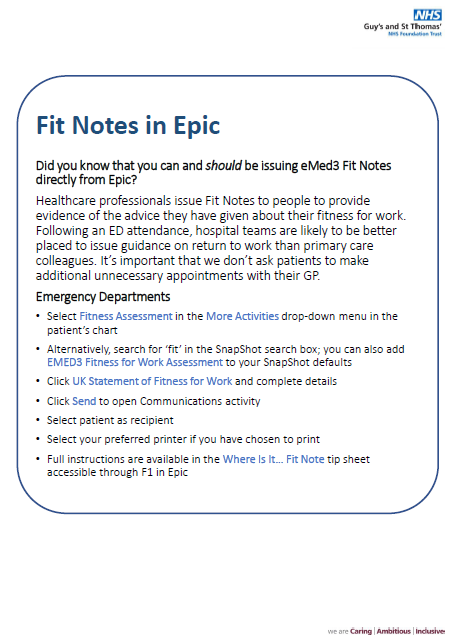 NHS
Guy's and St Thomas'
NHS Foundation Trust
Fit Notes in Epic
Did you know that you can and should be issuing eMed3 Fit Notes
directly from Epic?
Healthcare professionals issue Fit Notes to people to provide
evidence of the advice they have given about their fitness for work.
Following an ED attendance, hospital teams are likely to be better
placed to issue guidance on return to work than primary care
colleagues. It's important that we don't ask patients to make
additional unnecessary appointments with their GP.
Emergency Departments
• Select Fitness Assessment in the More Activities drop-down menu in the
patient's chart
• Alternatively, search for 'fit' in the SnapShot search box; you can also add
EMED3 Fitness for Work Assessment to your SnapShot defaults
• Click UK Statement of Fitness for Work and complete details
• Click Send to open Communications activity
• Select patient as recipient
• Select your preferred printer if you have chosen to print
• Full instructions are available in the Where Is It... Fit Note tip sheet
accessible through F1 in Epic
we are Caring | Ambitious | Inclusive